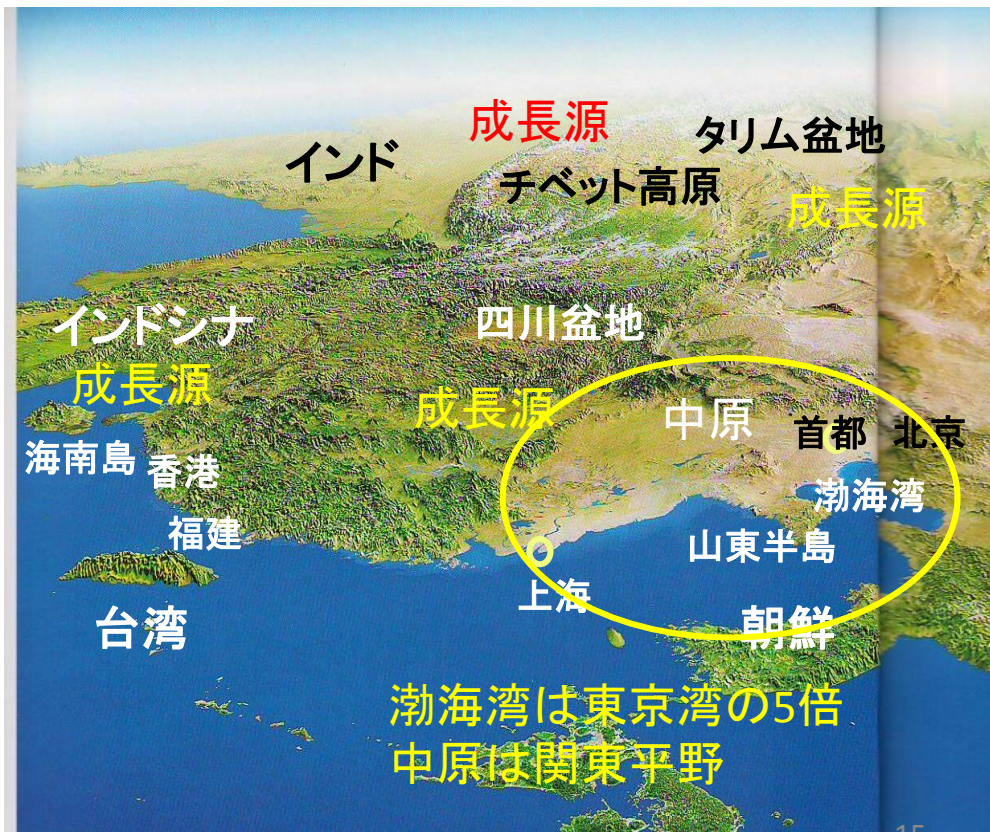 成長源
タリム盆地
インド
チベット高原
成長源
インドシナ
四川盆地
成長源
成長源
中原
首都 北京
海南島
香港
渤海湾
福建
山東半島
上海
台湾
朝鮮
渤海湾は東京湾の5倍
中原は関東平野
15